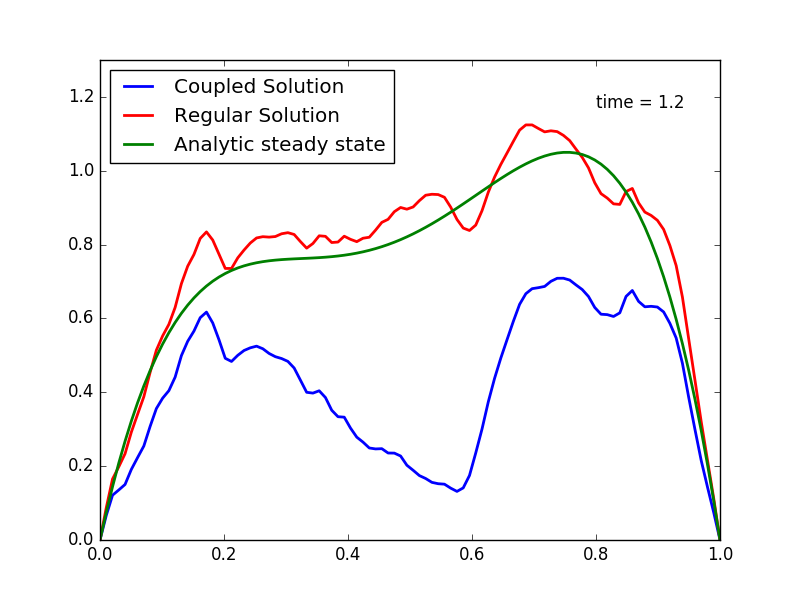 Coupled Solution
Regular Solution
Analytic steady state
time = 1.2
1.2
1.0
0.8
0.6
0.4
0.2
0.0
0.0 0.2 0.4 0.6 0.8 1.0